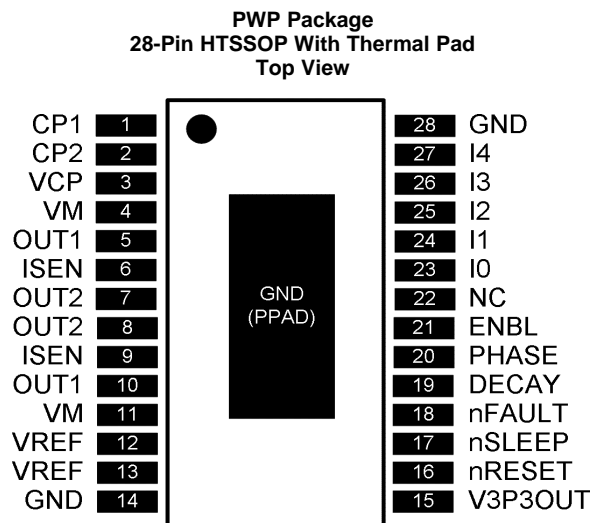 PWP Package
28-Pin HTSSOP With Thermal Pad
Top View
CP1 1 28 GND
CP2 2 27 I4
VCP 3 26 I3
VM 4 25 I2
OUT1 5 24 I1
ISEN 6 23 I0
OUT2 7 22 NC
OUT2 8 21 ENBL
ISEN 9 20 PHASE
OUT1 10 19 DECAY
VM 11 18 nFAULT
VREF 12 17 nSLEEP
VREF 13 16 nRESET
GND 14 15 V3P3OUT
GND
(PPAD)